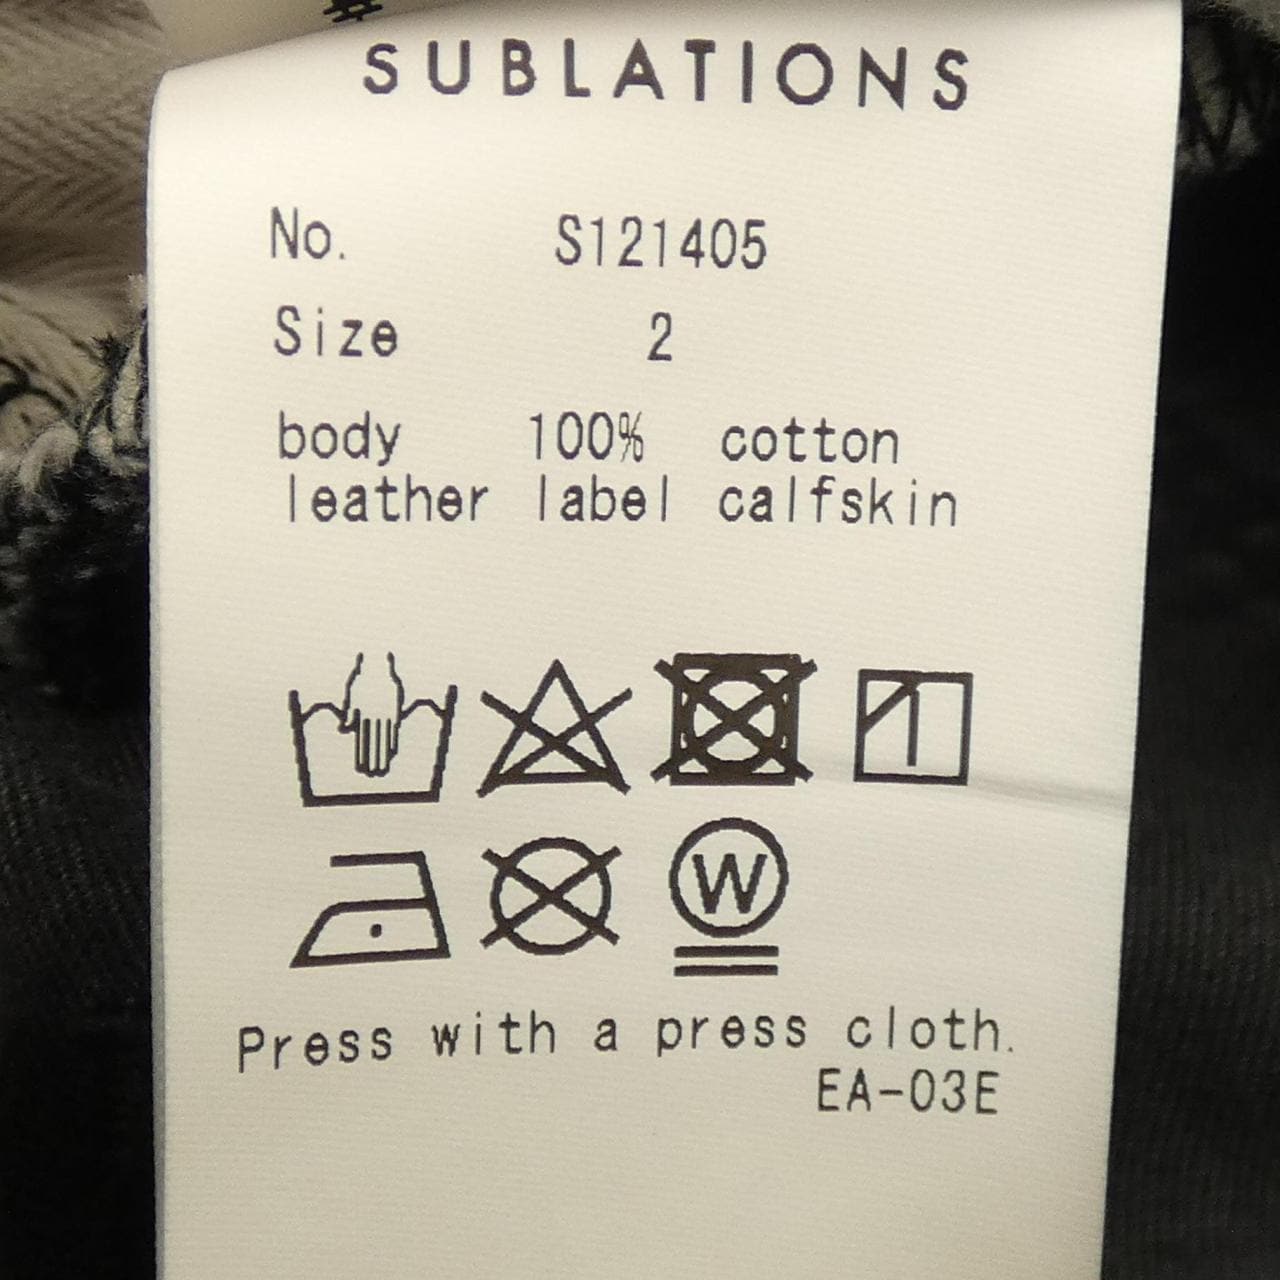 SUBLATIONS
No. S121405
Size 2
body 100% cotton
leather label calfskin
W
Press with a press cloth.
EA-03E